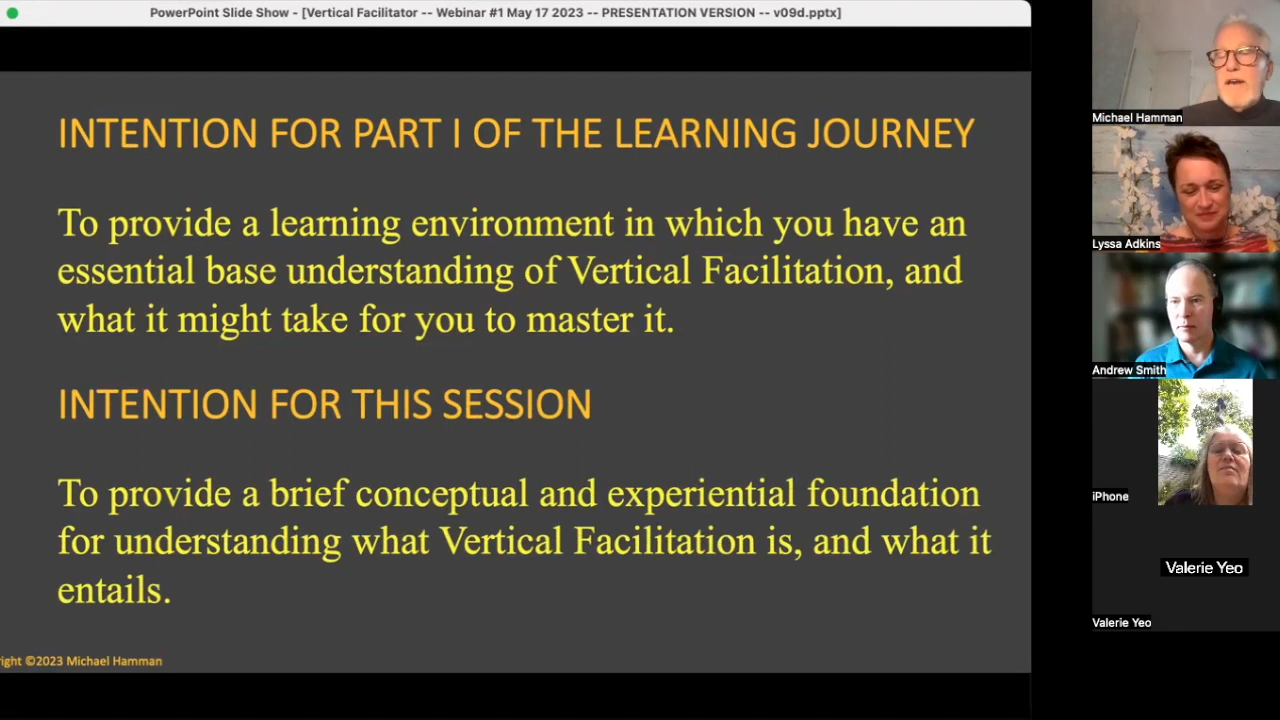 PowerPoint Slide Show - [Vertical Facilitator -- Webinar #1 May 17 2023 -- PRESENTATION VERSION -- v09d.pptx]
INTENTION FOR PART I OF THE LEARNING JOURNEY
To provide a learning environment in which you have an
essential base understanding of Vertical Facilitation, and
what it might take for you to master it.
INTENTION FOR THIS SESSION
To provide a brief conceptual and experiential foundation
for understanding what Vertical Facilitation is, and what it
entails.
right ©2023 Michael Hamman
Michael Hamman
Lyssa Adkins
Andrew Smith
iPhone
Valerie Yeo
Valerie Yeo